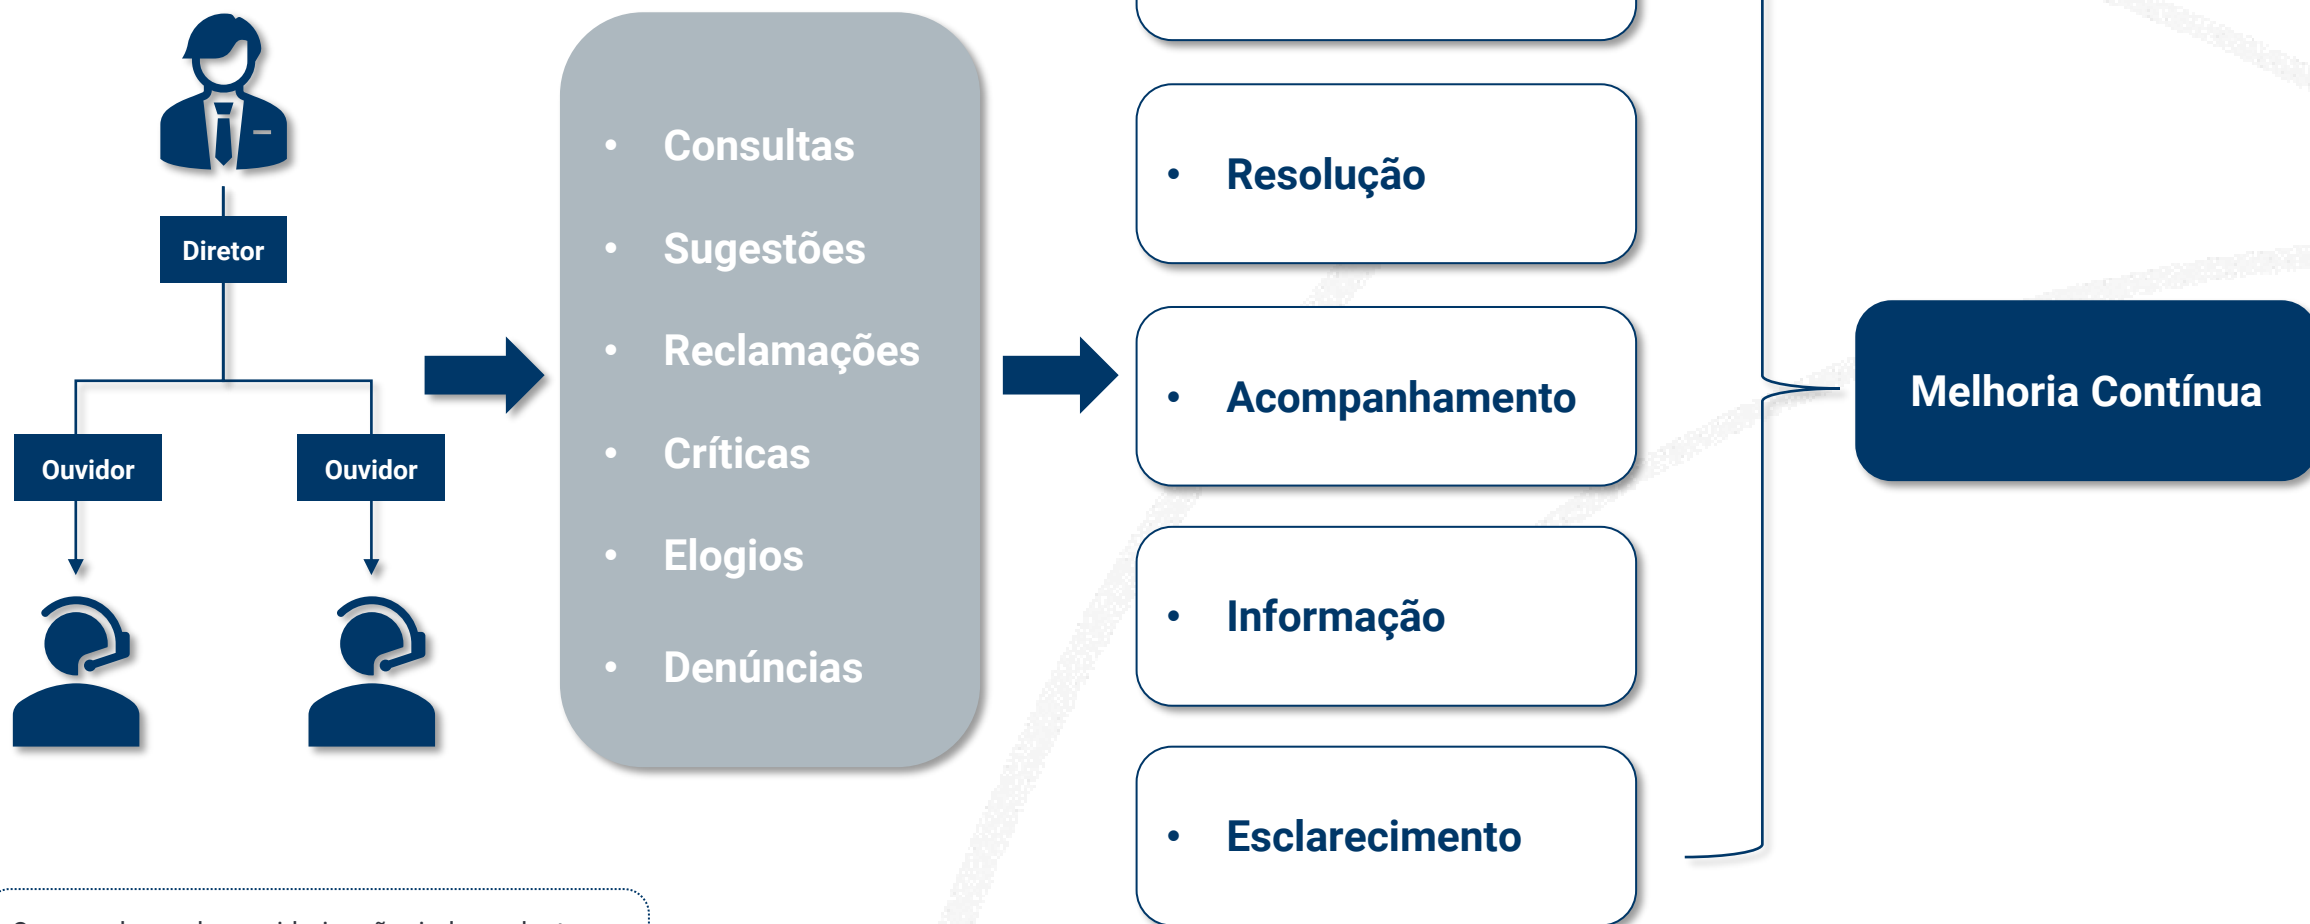 Diretor
Ouvidor
Ouvidor
• Consultas
• Sugestões
• Reclamações
• Críticas
• Elogios
• Denúncias
• Resolução
• Acompanhamento
• Informação
• Esclarecimento
Melhoria Contínua